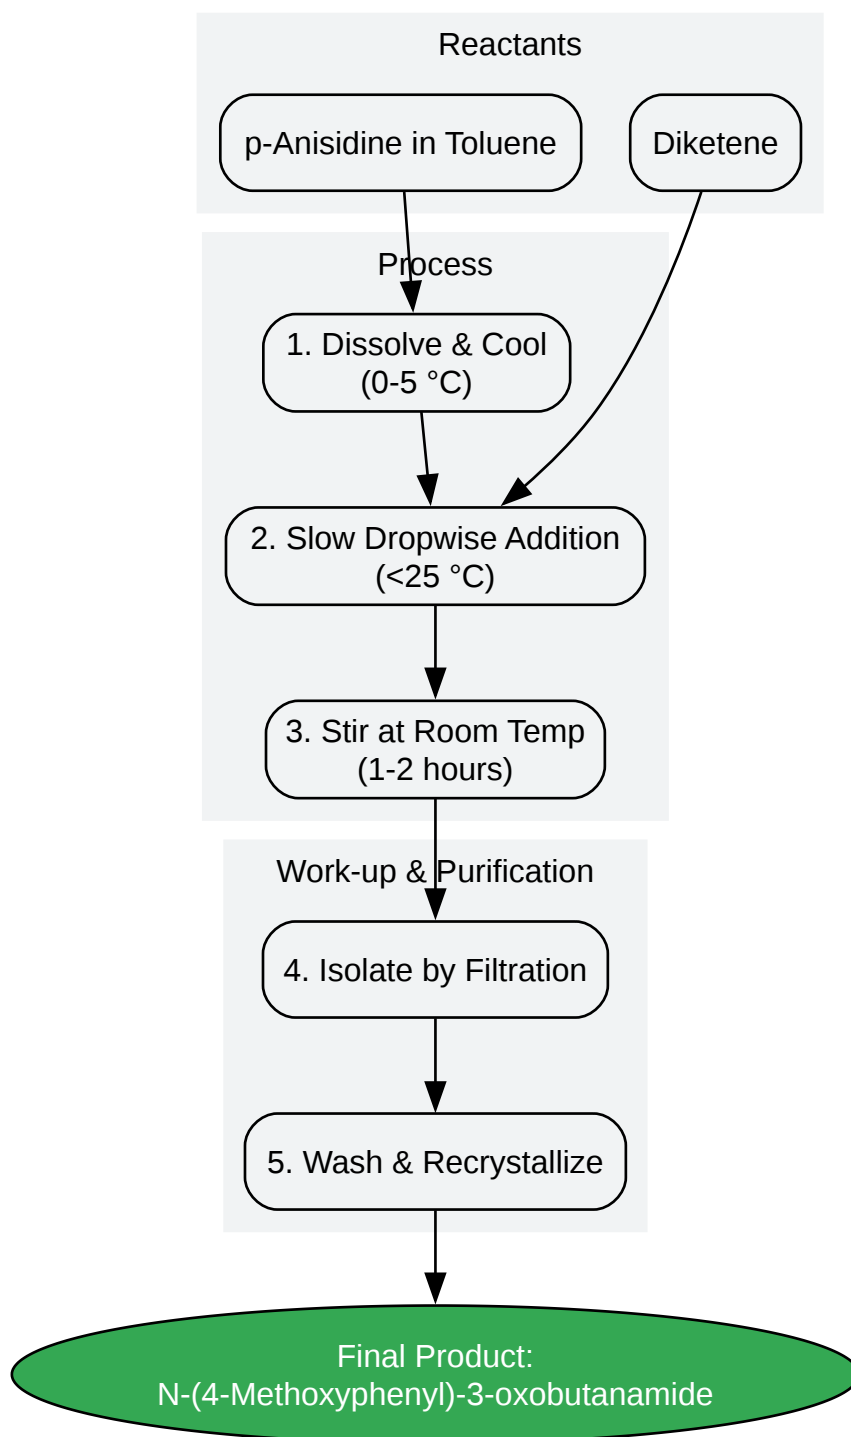 Reactants
p-Anisidine in Toluene
Diketene
Process
1. Dissolve & Cool
(0-5 °C)
2. Slow Dropwise Addition
(<25 °C)
3. Stir at Room Temp
(1-2 hours)
Work-up & Purification
4. Isolate by Filtration
5. Wash & Recrystallize
Final Product:
N-(4-Methoxyphenyl)-3-oxobutanamide